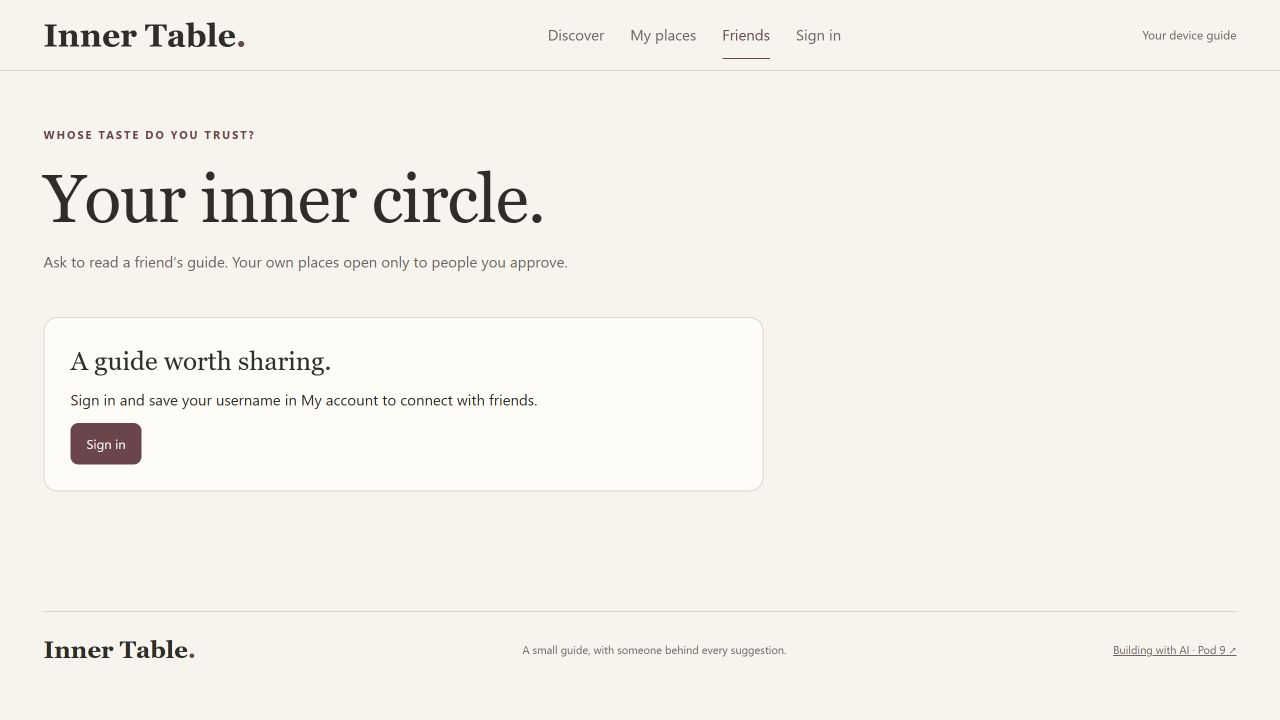 Inner Table.
Discover
My places
Friends
Sign in
Your device guide
WHOSE TASTE DO YOU TRUST?
Your inner circle.
Ask to read a friend’s guide. Your own places open only to people you approve.
A guide worth sharing.
Sign in and save your username in My account to connect with friends.
Sign in
Inner Table.
A small guide, with someone behind every suggestion.
Building with AI · Pod 9 ↗